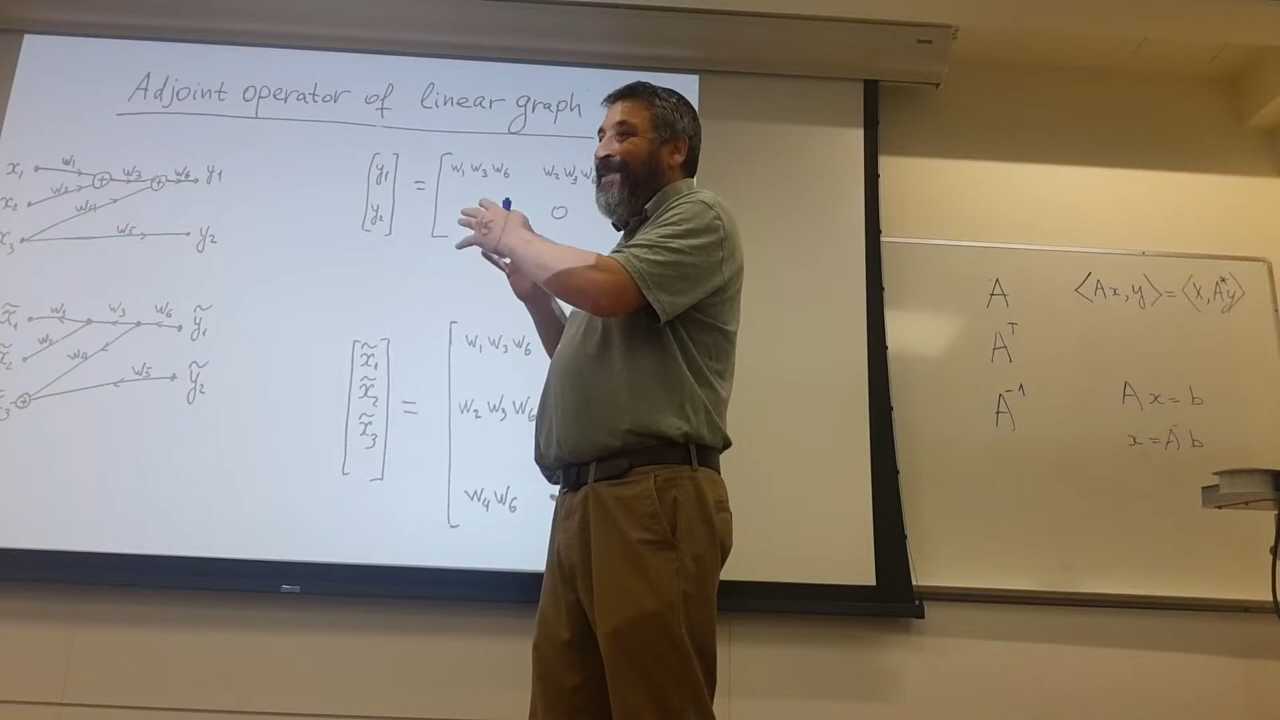 Adjoint operator of linear graph
x₁ w₁ w₃ w₆ y₁
x₂ w₂
w₄
x₃ w₅ y₂
[y₁ y₂] = [w₁ w₃ w₆ w₂ w₃ w₆
0
x̃₁ w₁ w₃ w₆ ỹ₁
x̃₂ w₂
w₄
w₅ ỹ₂
[x̃₁ x̃₂ x̃₃] =
w₁ w₃ w₆
w₂ w₃ w₆
w₄ w₆
A
Aᵀ
A⁻¹
⟨Ax, y⟩ = ⟨x, A*y⟩
Ax = b
x = A⁻b